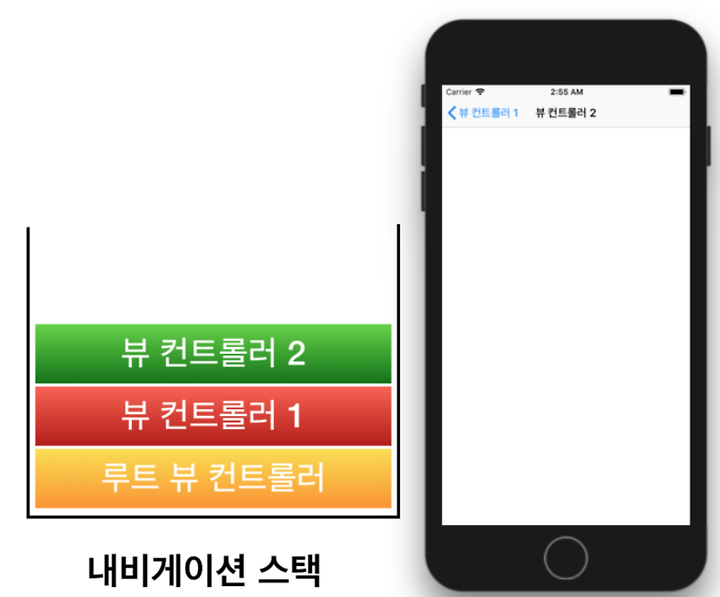 뷰 컨트롤러 2
뷰 컨트롤러 1
루트 뷰 컨트롤러
내비게이션 스택
Carrier 2:55 AM
뷰 컨트롤러 1 뷰 컨트롤러 2